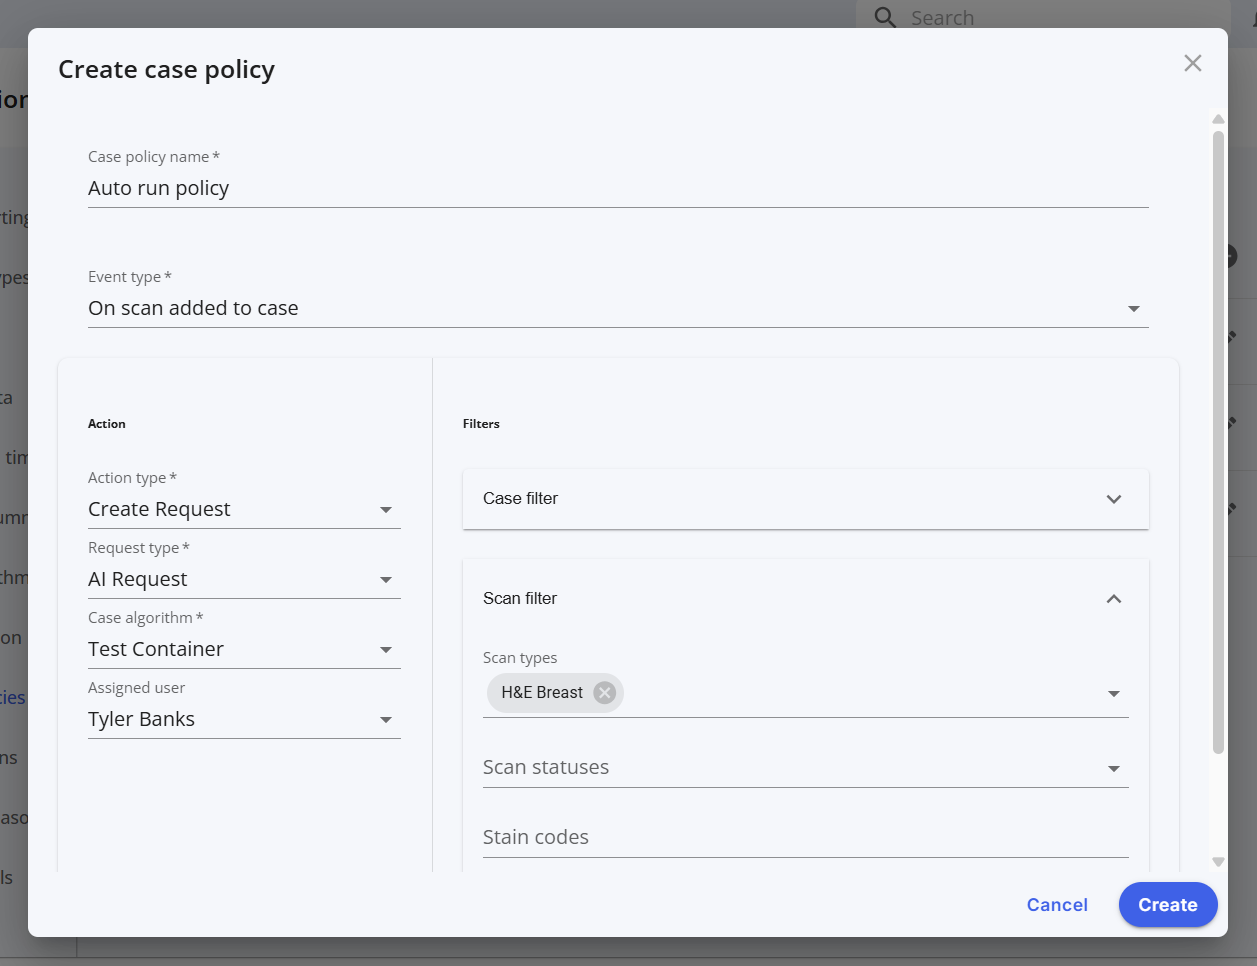 Search
Create case policy
Case policy name *
Auto run policy
Event type *
On scan added to case
Action
Action type *
Create Request
Request type *
AI Request
Case algorithm *
Test Container
Assigned user
Tyler Banks
Filters
Case filter
Scan filter
Scan types
H&E Breast
Scan statuses
Stain codes
Cancel
Create